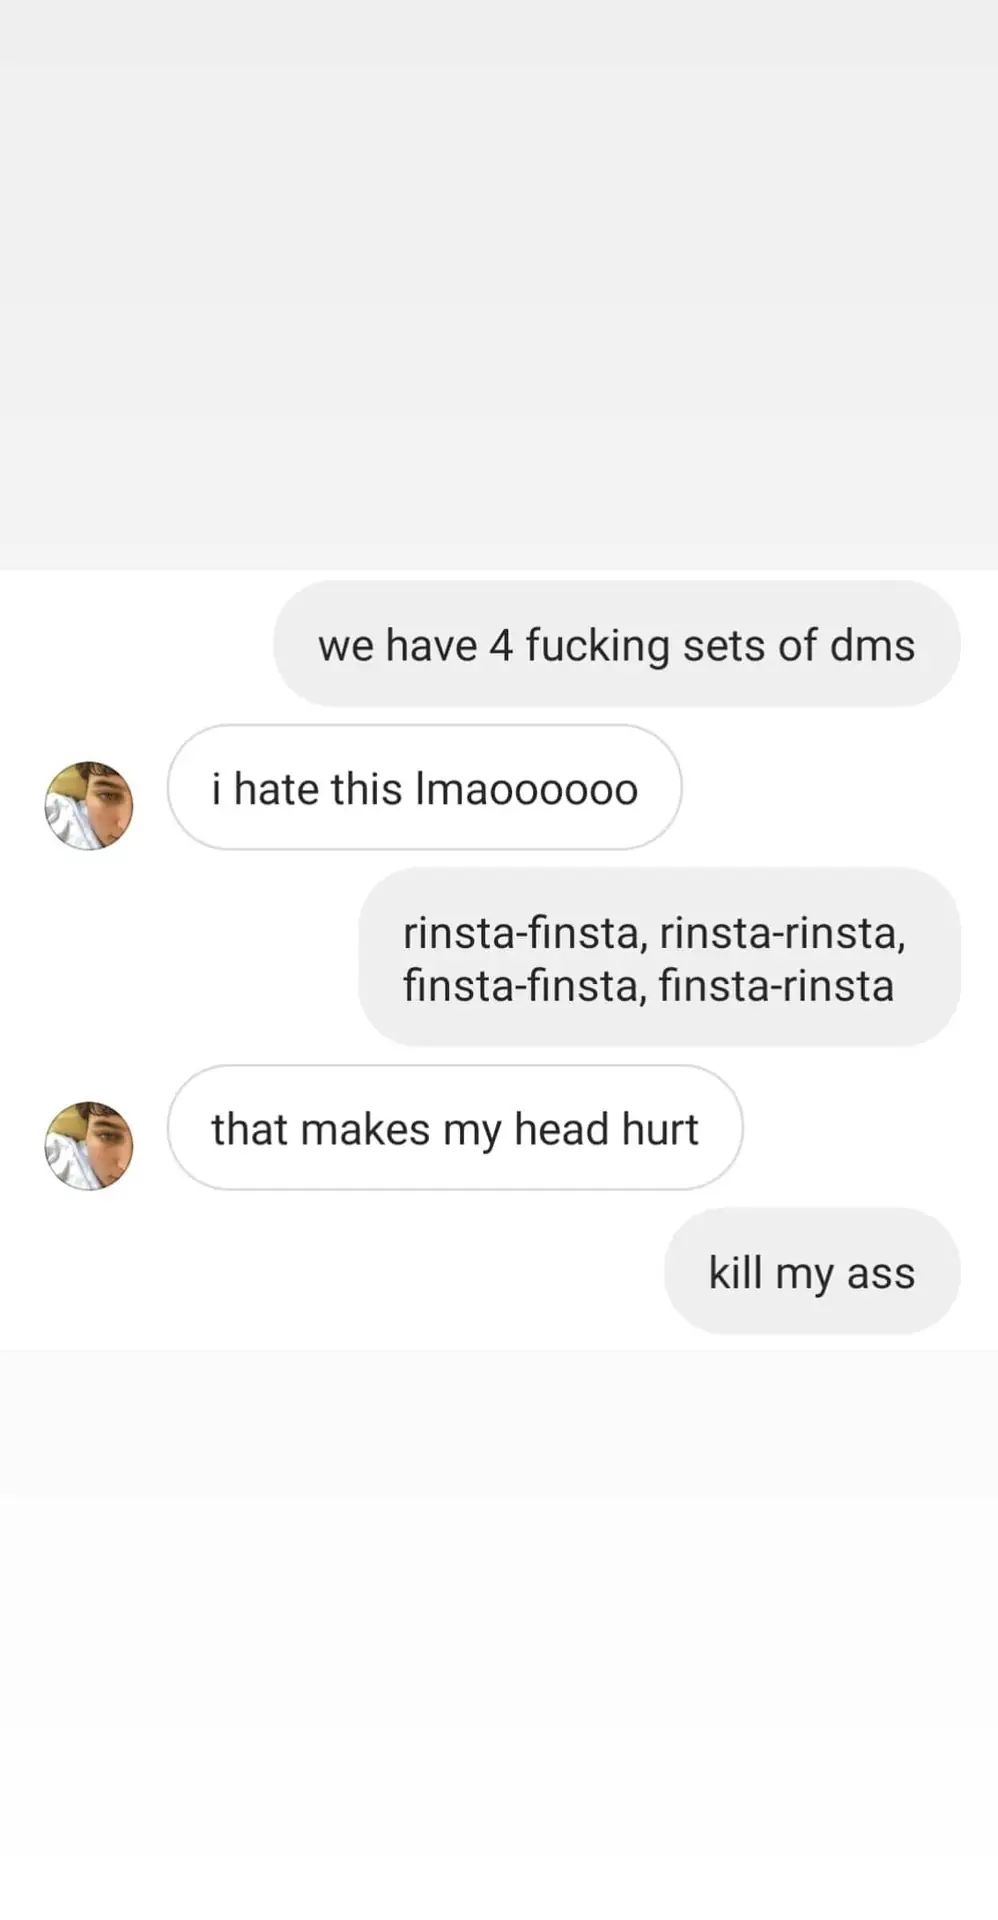 we have 4 fucking sets of dms
i hate this lmaoooooo
rinsta-finsta, rinsta-rinsta,
finsta-finsta, finsta-rinsta
that makes my head hurt
kill my ass